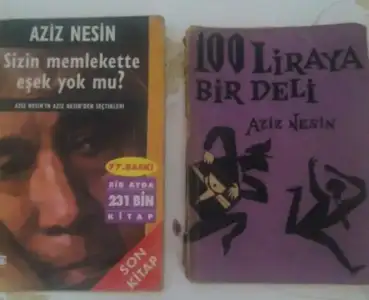 AZİZ NESİN
Sizin memlekette
eşek yok mu?
AZİZ NESİN'İN AZİZ NESİN'DEN SEÇTİKLERİ
17. BASKI
BİR AYDA
231 BİN
KİTAP
SON
KİTAP
100 LİRAYA
BİR DELİ
AZİZ NESİN